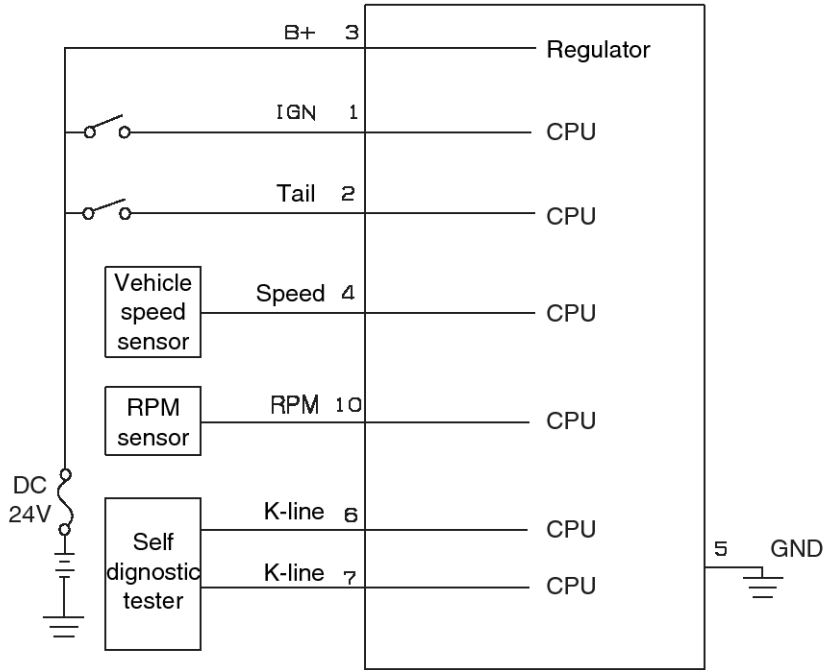 B+ 3 Regulator
IGN 1 CPU
Tail 2 CPU
Vehicle
speed
sensor
Speed 4 CPU
RPM
sensor
RPM 10 CPU
DC
24V
Self
dignostic
tester
K-line 6 CPU
K-line 7 CPU
5 GND